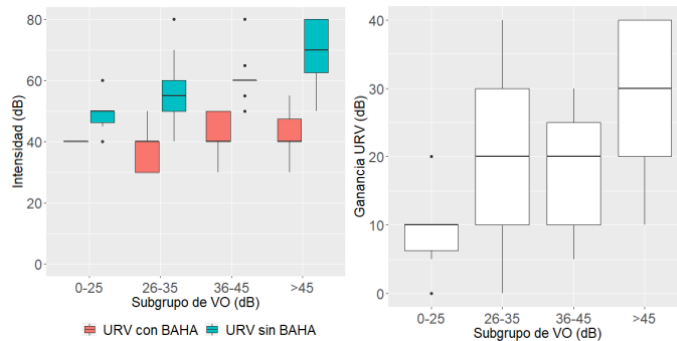 80
60
40
20
0
Intensidad (dB)
0-25 26-35 36-45 >45
Subgrupo de VO (dB)
URV con BAHA URV sin BAHA
40
30
20
10
0
Ganancia URV (dB)
0-25 26-35 36-45 >45
Subgrupo de VO (dB)